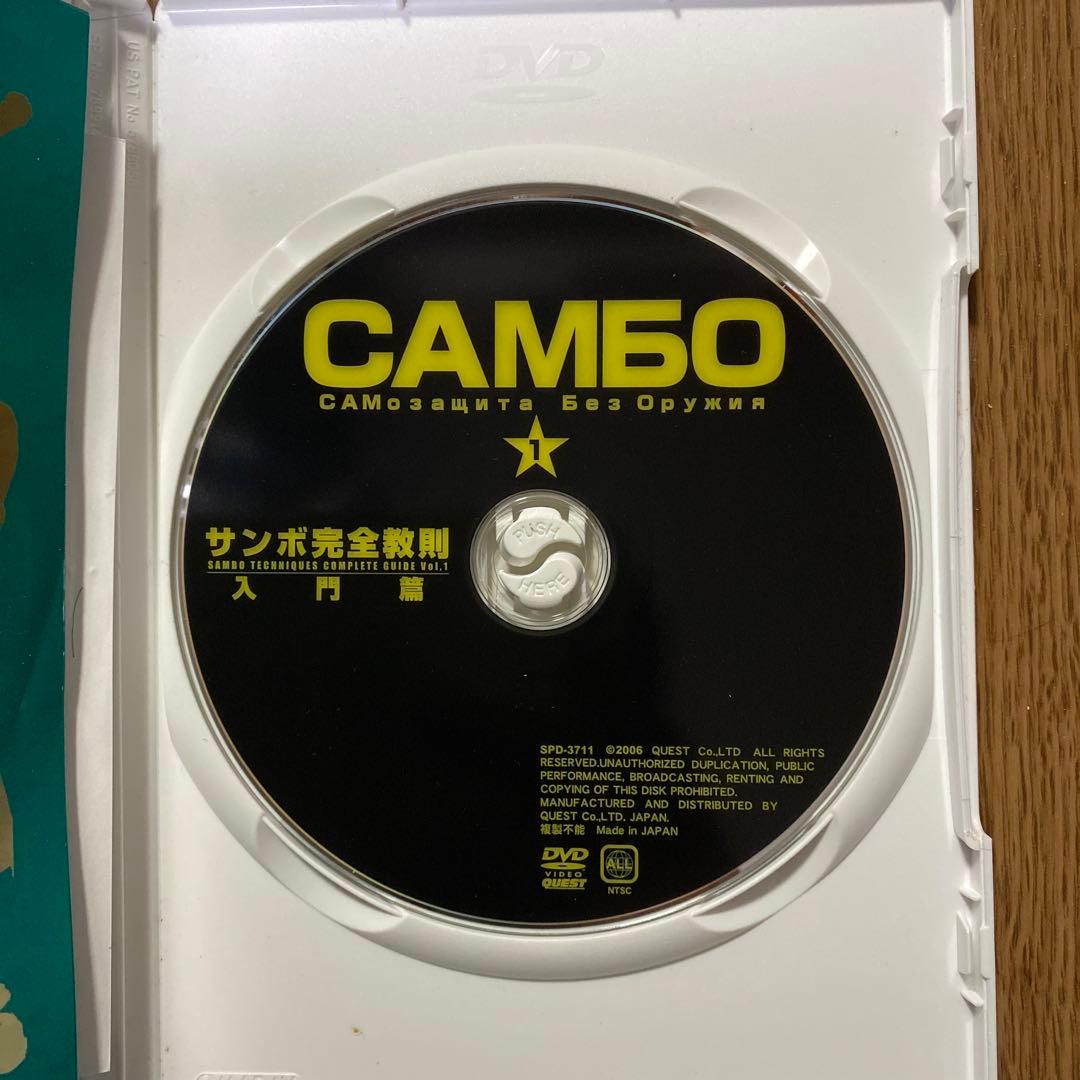 DVD
US PAT No
САМБО
САМозащита Без Оружия
1
サンボ完全教則
SAMBO TECHNIQUES COMPLETE GUIDE Vol.1
入門篇
PUSH
HERE
SPD-3711 ©2006 QUEST Co.,LTD ALL RIGHTS
RESERVED.UNAUTHORIZED DUPLICATION, PUBLIC
PERFORMANCE, BROADCASTING, RENTING AND
COPYING OF THIS DISK PROHIBITED.
MANUFACTURED AND DISTRIBUTED BY
QUEST Co.,LTD. JAPAN.
複製不能 Made in JAPAN
DVD
VIDEO
QUEST
ALL
NTSC